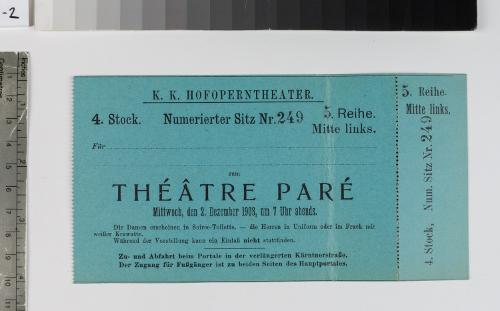 -2
K. K. HOFOPERNTHEATER.
4. Stock. Numerierter Sitz Nr. 249 5. Reihe.
Mitte links.
Für
zum
THÉÂTRE PARÉ
Mittwoch, den 2. Dezember 1908, um 7 Uhr abends.
Die Damen erscheinen in Soiree-Toilette, — die Herren in Uniform oder im Frack mit
weißer Krawatte.
Während der Vorstellung kann ein Einlaß nicht stattfinden.
Zu- und Abfahrt beim Portale in der verlängerten Kärntnerstraße.
Der Zugang für Fußgänger ist zu beiden Seiten des Hauptportales.
5. Reihe.
Mitte links.
4. Stock. Num. Sitz Nr. 249